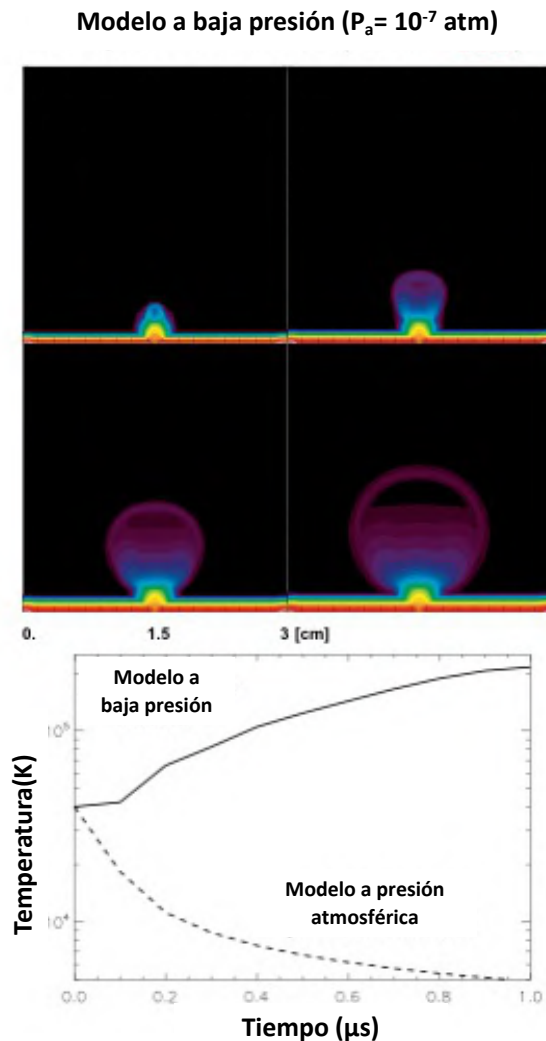 Modelo a baja presión (Pₐ= 10⁻⁷ atm)
0. 1.5 3 [cm]
Modelo a
baja presión
10⁵
Temperatura(K)
Modelo a presión
atmosférica
10⁴
0.0 0.2 0.4 0.6 0.8 1.0
Tiempo (μs)